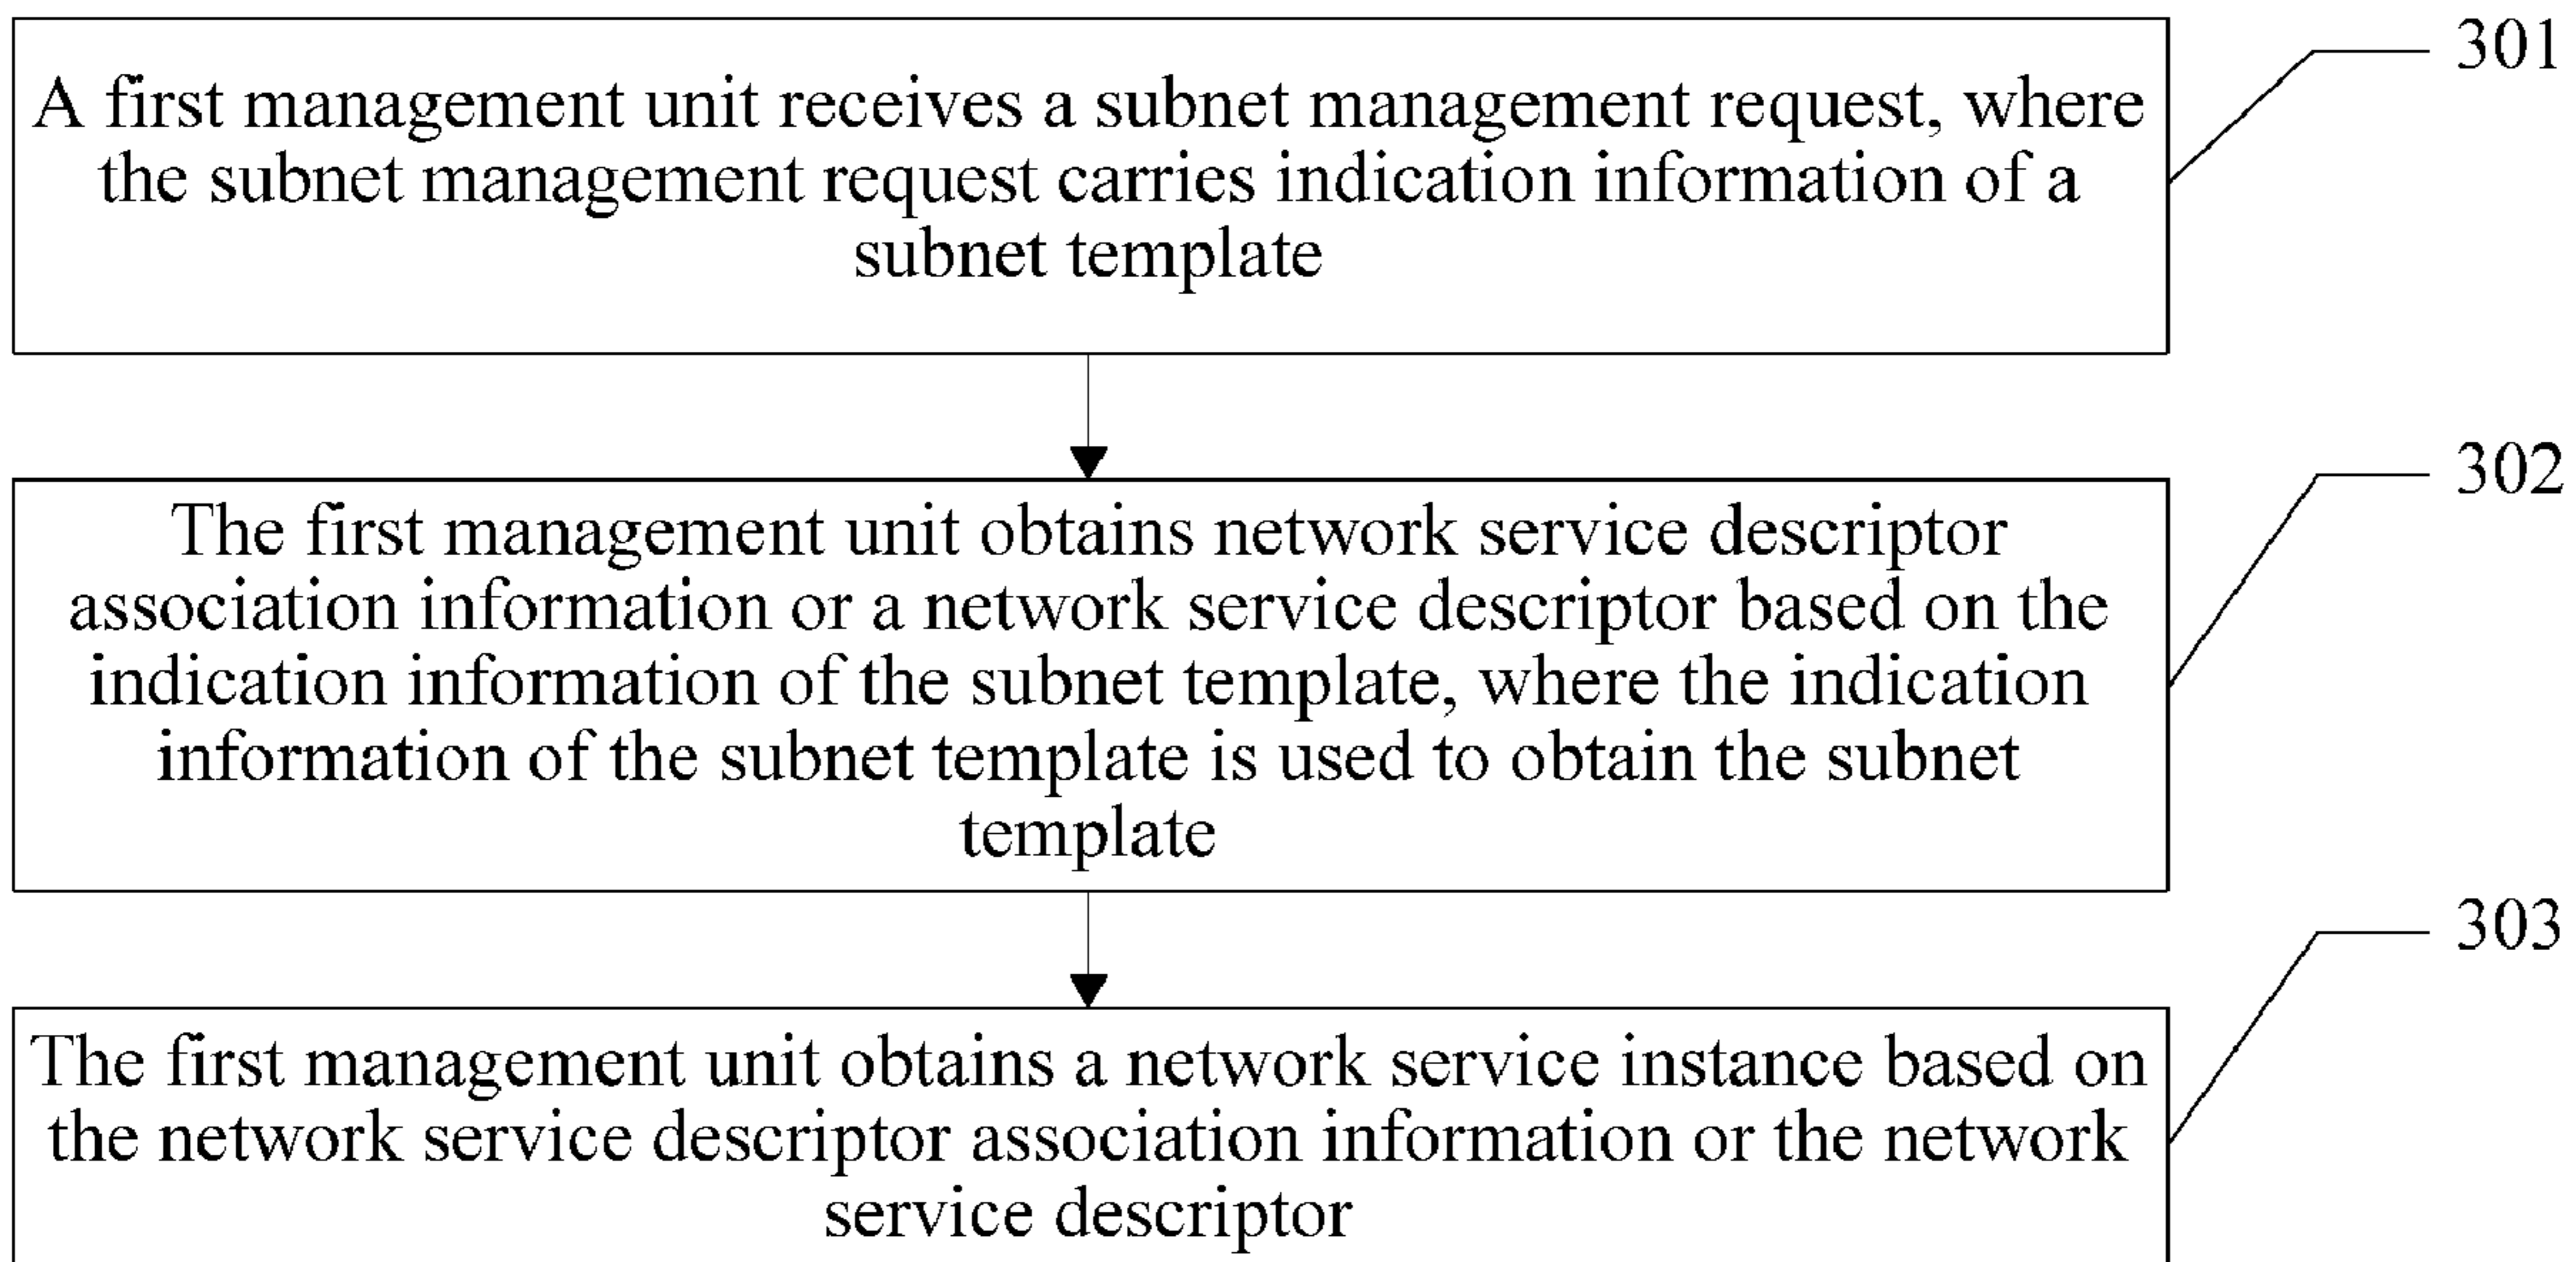 301
A first management unit receives a subnet management request, where
the subnet management request carries indication information of a
subnet template
302
The first management unit obtains network service descriptor
association information or a network service descriptor based on the
indication information of the subnet template, where the indication
information of the subnet template is used to obtain the subnet
template
303
The first management unit obtains a network service instance based on
the network service descriptor association information or the network
service descriptor